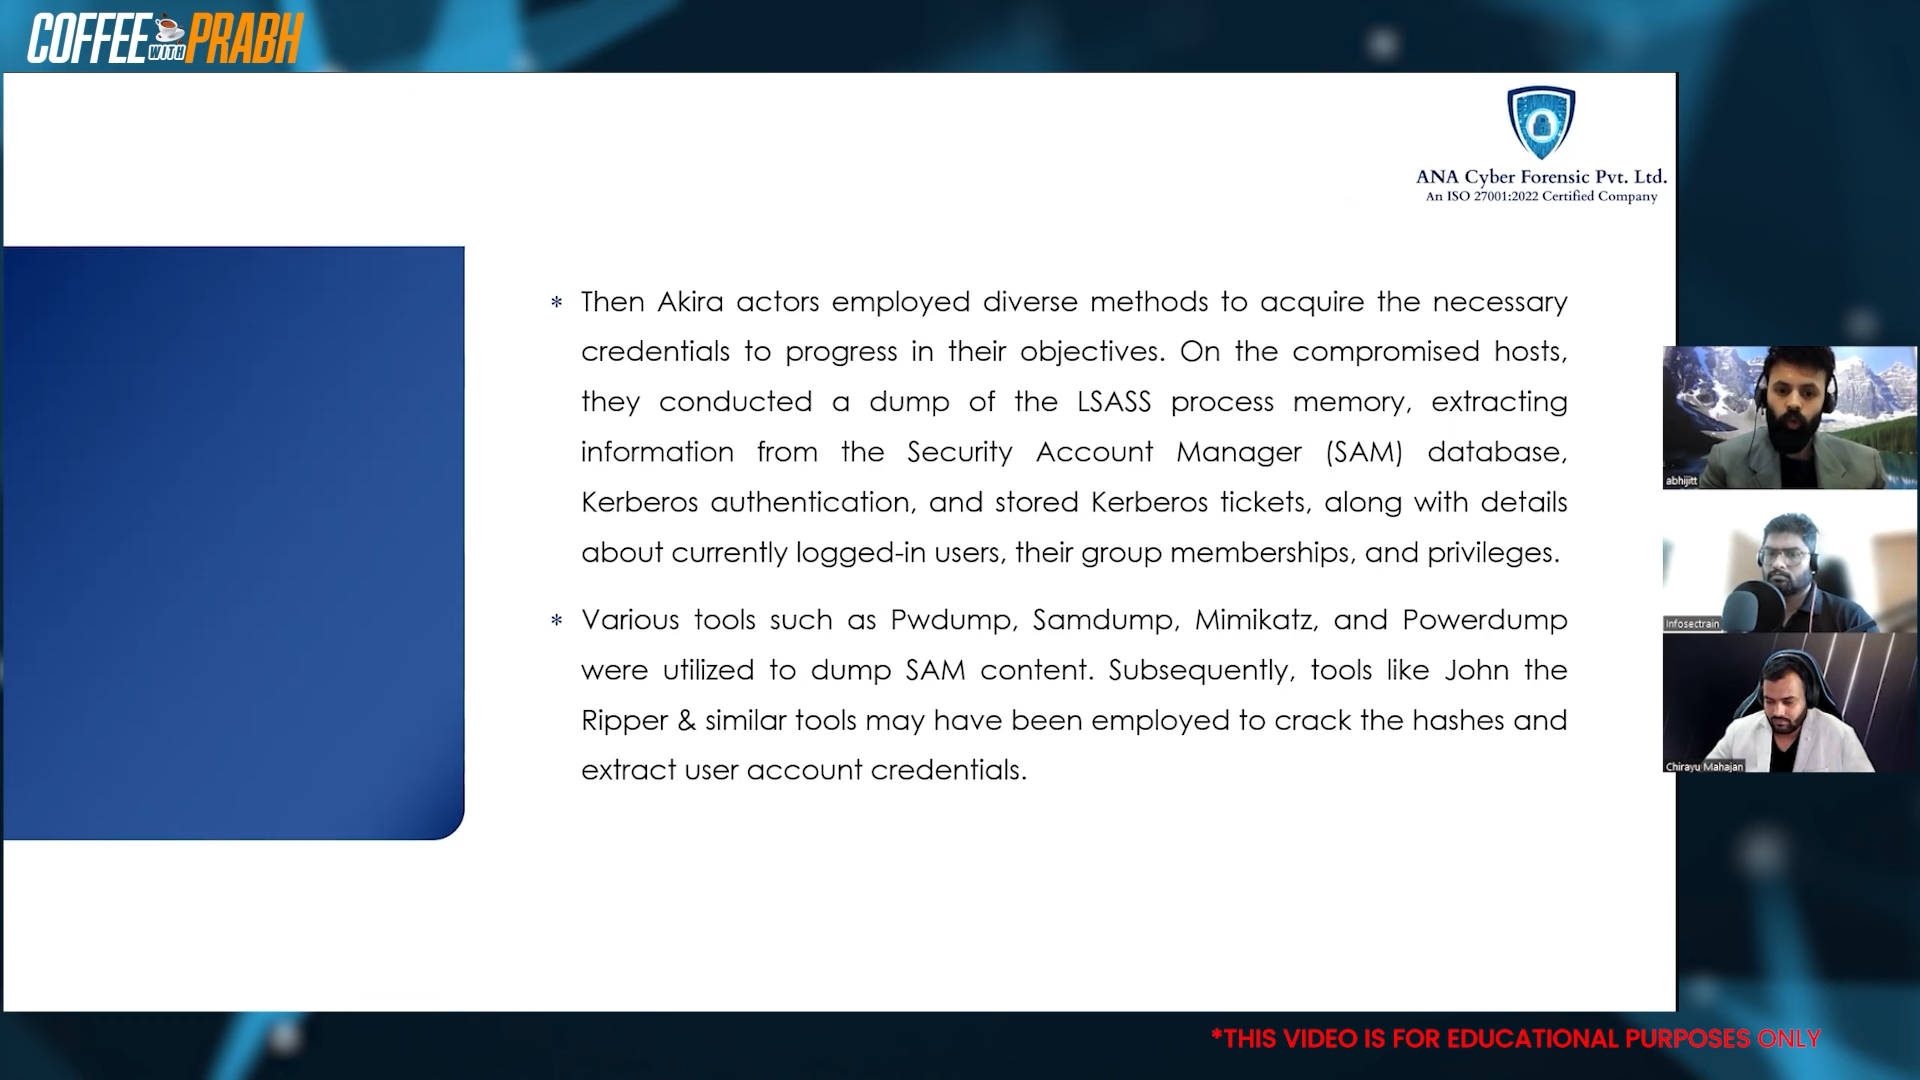 COFFEE WITH PRABH
ANA Cyber Forensic Pvt. Ltd.
An ISO 27001:2022 Certified Company
* Then Akira actors employed diverse methods to acquire the necessary
credentials to progress in their objectives. On the compromised hosts,
they conducted a dump of the LSASS process memory, extracting
information from the Security Account Manager (SAM) database,
Kerberos authentication, and stored Kerberos tickets, along with details
about currently logged-in users, their group memberships, and privileges.
* Various tools such as Pwdump, Samdump, Mimikatz, and Powerdump
were utilized to dump SAM content. Subsequently, tools like John the
Ripper & similar tools may have been employed to crack the hashes and
extract user account credentials.
abhijitt
Infosectrain
Chirayu Mahajan
*THIS VIDEO IS FOR EDUCATIONAL PURPOSES ONLY